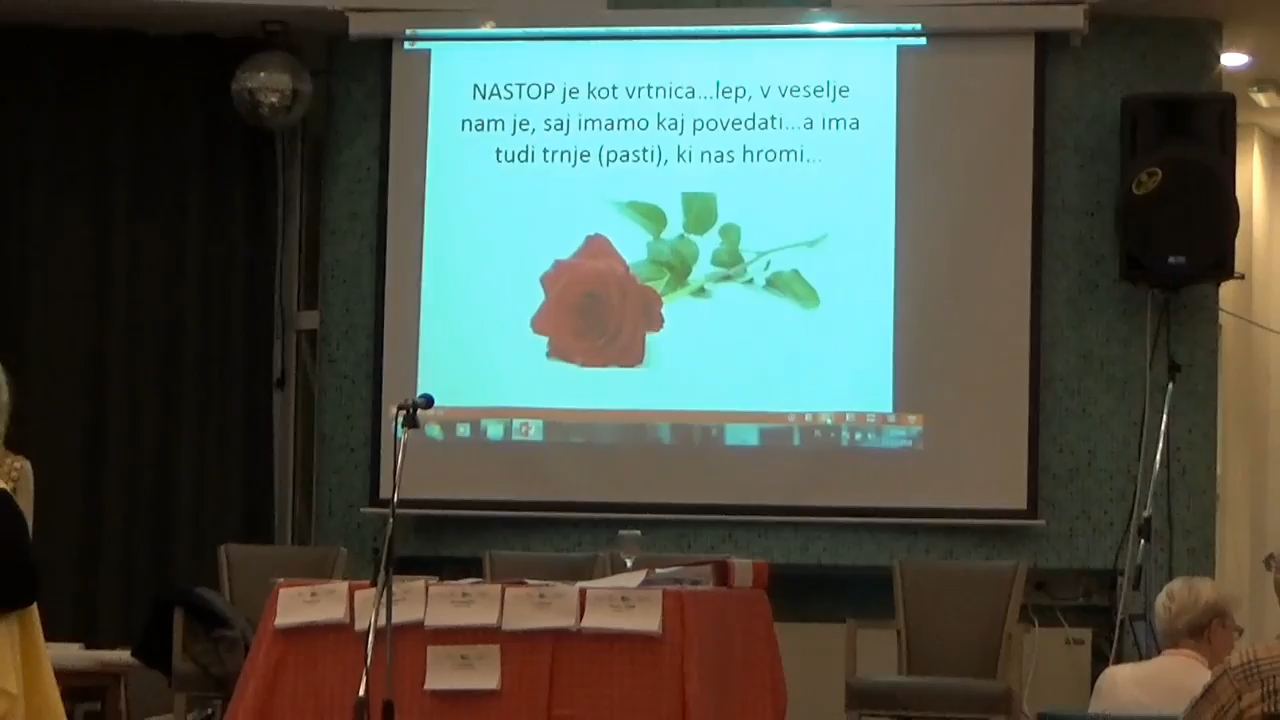 NASTOP je kot vrtnica...lep, v veselje
nam je, saj imamo kaj povedati...a ima
tudi trnje (pasti), ki nas hromi...